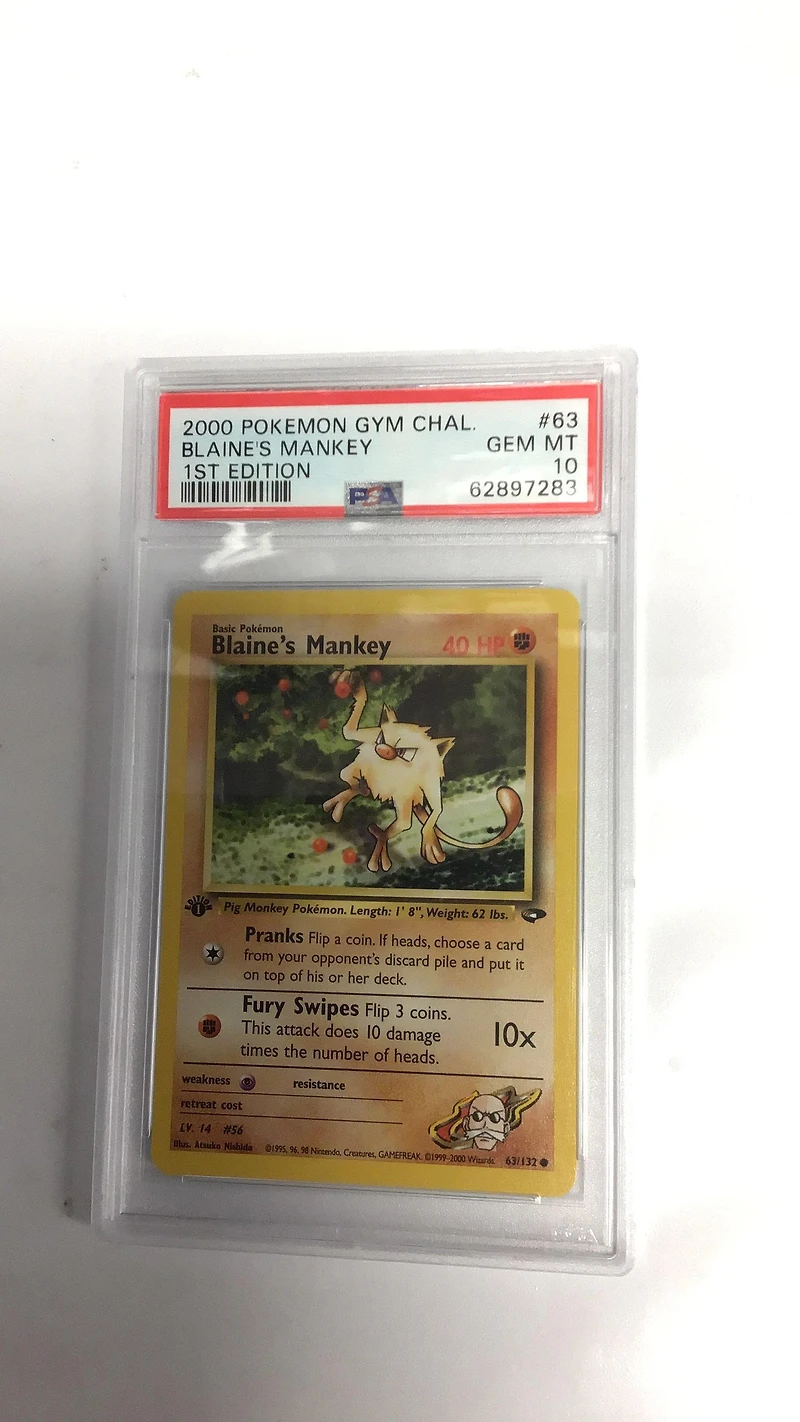 2000 POKEMON GYM CHAL. #63
BLAINE'S MANKEY GEM MT
1ST EDITION 10
PSA 62897283
Basic Pokémon
Blaine's Mankey 40 HP
EDITION 1
Pig Monkey Pokémon. Length: 1' 8", Weight: 62 lbs.
Pranks Flip a coin. If heads, choose a card
from your opponent's discard pile and put it
on top of his or her deck.
Fury Swipes Flip 3 coins.
This attack does 10 damage 10x
times the number of heads.
weakness resistance
retreat cost
LV. 14 #56
Illus. Atsuko Nishida ©1995, 96, 98 Nintendo, Creatures, GAMEFREAK. ©1999-2000 Wizards. 63/132